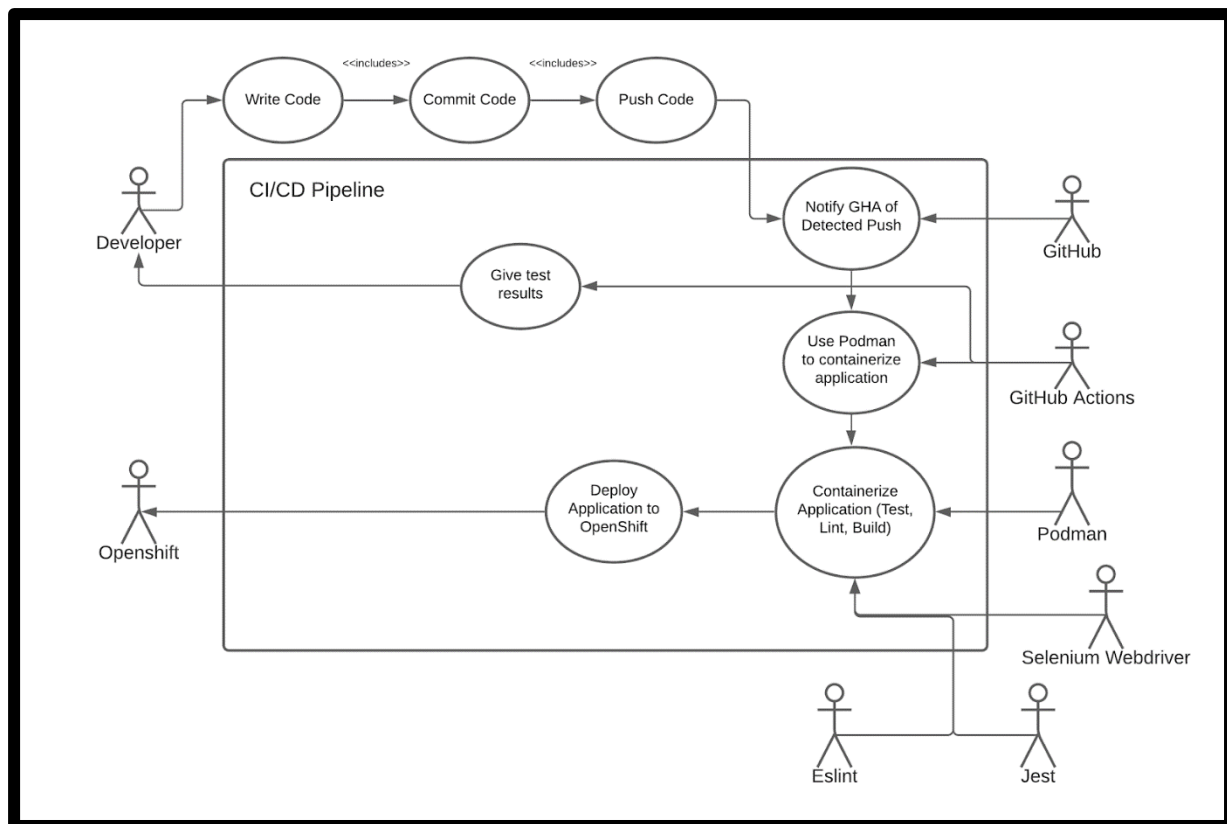 <<includes>>
<<includes>>
Write Code
Commit Code
Push Code
CI/CD Pipeline
Notify GHA of
Detected Push
Developer
GitHub
Give test
results
Use Podman
to containerize
application
GitHub Actions
Deploy
Application to
OpenShift
Containerize
Application (Test,
Lint, Build)
Openshift
Podman
Selenium Webdriver
Eslint
Jest